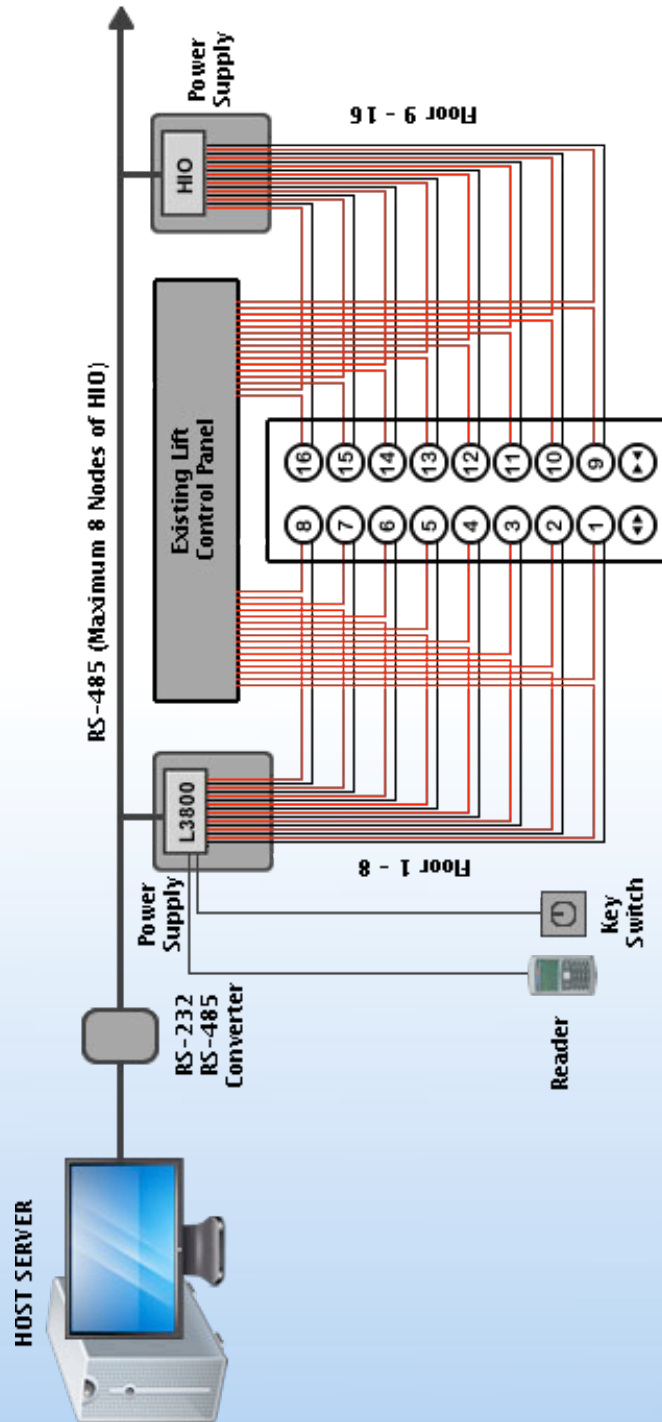 HOST SERVER
RS-232
RS-485
Converter
RS-485 (Maximum 8 Nodes of HIO)
Power
Supply
L3800
Existing Lift
Control Panel
Power
Supply
HIO
Floor 1 - 8
Floor 9 - 16
Reader
Key
Switch
8 16
7 15
6 14
5 13
4 12
3 11
2 10
1 9